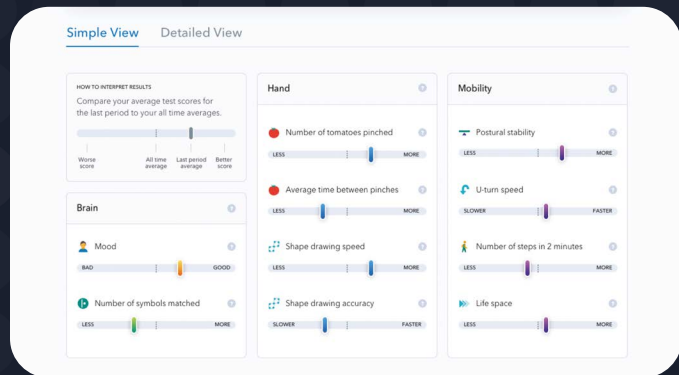 Simple View
Detailed View
HOW TO INTERPRET RESULTS
Compare your average test scores for
the last period to your all time averages.
Worse score
All time average
Last period average
Better score
Brain
?
Mood
?
BAD
GOOD
Number of symbols matched
?
LESS
MORE
Hand
?
Number of tomatoes pinched
?
LESS
MORE
Average time between pinches
?
LESS
MORE
Shape drawing speed
?
LESS
MORE
Shape drawing accuracy
?
SLOWER
FASTER
Mobility
?
Postural stability
?
LESS
MORE
U-turn speed
?
SLOWER
FASTER
Number of steps in 2 minutes
?
LESS
MORE
Life space
?
LESS
MORE